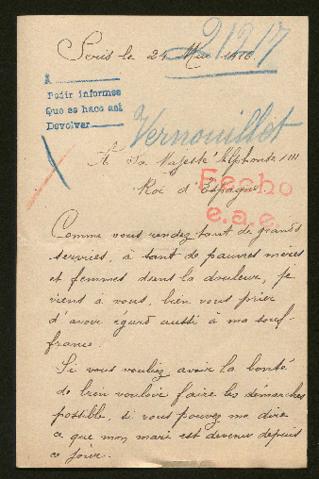 Paris le 24 Mai 1916
21217
A
Pedir informes
Que se hace asi
Devolver
Vernouillet
A Sa Majesté Alphonse XIII
Roi d'Espagne
Fecho
e.a.e.
Comme vous rendez tant de grands
services, à tant de pauvres mères
et femmes dans la douleur, je
viens à vous, bien vous prier
d'avoir égard aussi à ma souf-
france.
Si vous vouliez avoir la bonté
de bien vouloir faire les démarches
possible, si vous pouvez me dire
ce que mon mari est devenu depuis
ce jour.